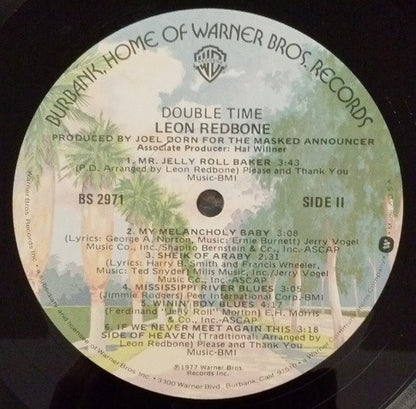 BURBANK, HOME OF WARNER BROS. RECORDS
DOUBLE TIME
LEON REDBONE
PRODUCED BY JOEL DORN FOR THE MASKED ANNOUNCER
Associate Producer: Hal Willner
1. MR. JELLY ROLL BAKER - 3:43
(P.D. Arranged by Leon Redbone) Please and Thank You
Music-BMI
BS 2971
SIDE II
2. MY MELANCHOLY BABY - 3:08
(Lyrics: George A. Norton, Music: Ernie Burnett) Jerry Vogel
Music Co., Inc./Shapiro Bernstein & Co., Inc.-ASCAP
3. SHEIK OF ARABY - 2:31
(Lyrics: Harry B. Smith and Francis Wheeler,
Music: Ted Snyder) Mills Music, Inc./Jerry Vogel
Music Co., Inc.-ASCAP
4. MISSISSIPPI RIVER BLUES - 3:05
(Jimmie Rodgers) Peer International Corp.-BMI
5. WININ' BOY BLUES - 4:17
(Ferdinand "Jelly Roll" Morton) E.H. Morris
& Co., Inc.-ASCAP
6. IF WE NEVER MEET AGAIN THIS - 3:18
SIDE OF HEAVEN (Traditional: Arranged by
Leon Redbone) Please and Thank You
Music-BMI
©1977 Warner Bros.
Records Inc.
3300 Warner Blvd., Burbank, Calif. 91510